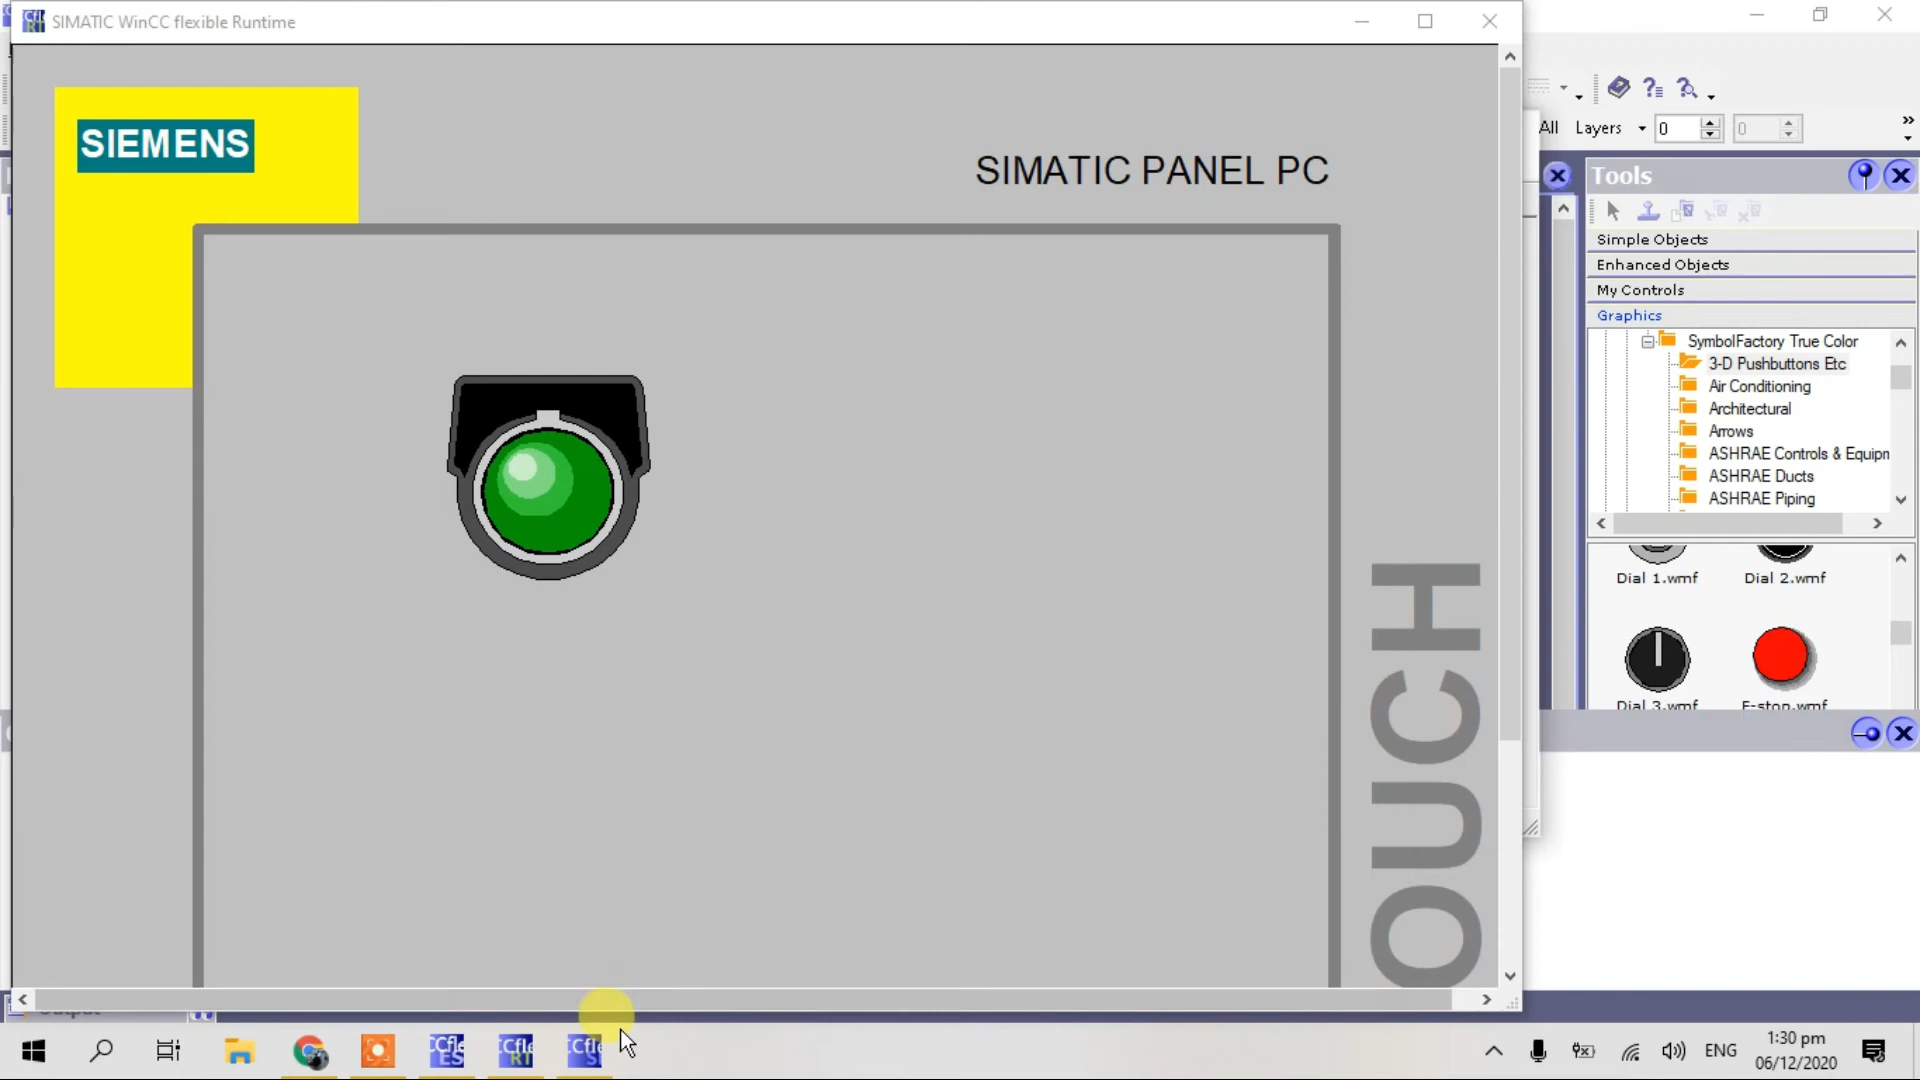 SIMATIC WinCC flexible Runtime
SIEMENS
SIMATIC PANEL PC
OUCH
All
Layers
0
0
Tools
Simple Objects
Enhanced Objects
My Controls
Graphics
SymbolFactory True Color
3-D Pushbuttons Etc
Air Conditioning
Architectural
Arrows
ASHRAE Controls & Equipn
ASHRAE Ducts
ASHRAE Piping
Dial 1.wmf
Dial 2.wmf
Dial 3.wmf
E-stop.wmf
Output
ENG
1:30 pm
06/12/2020